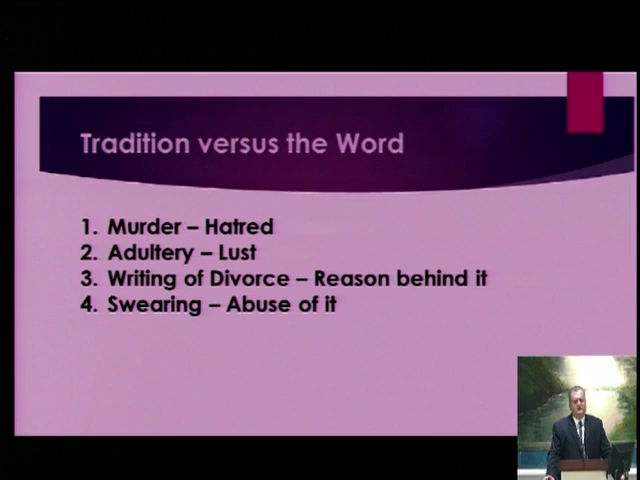 Tradition versus the Word
1. Murder – Hatred
2. Adultery – Lust
3. Writing of Divorce – Reason behind it
4. Swearing – Abuse of it